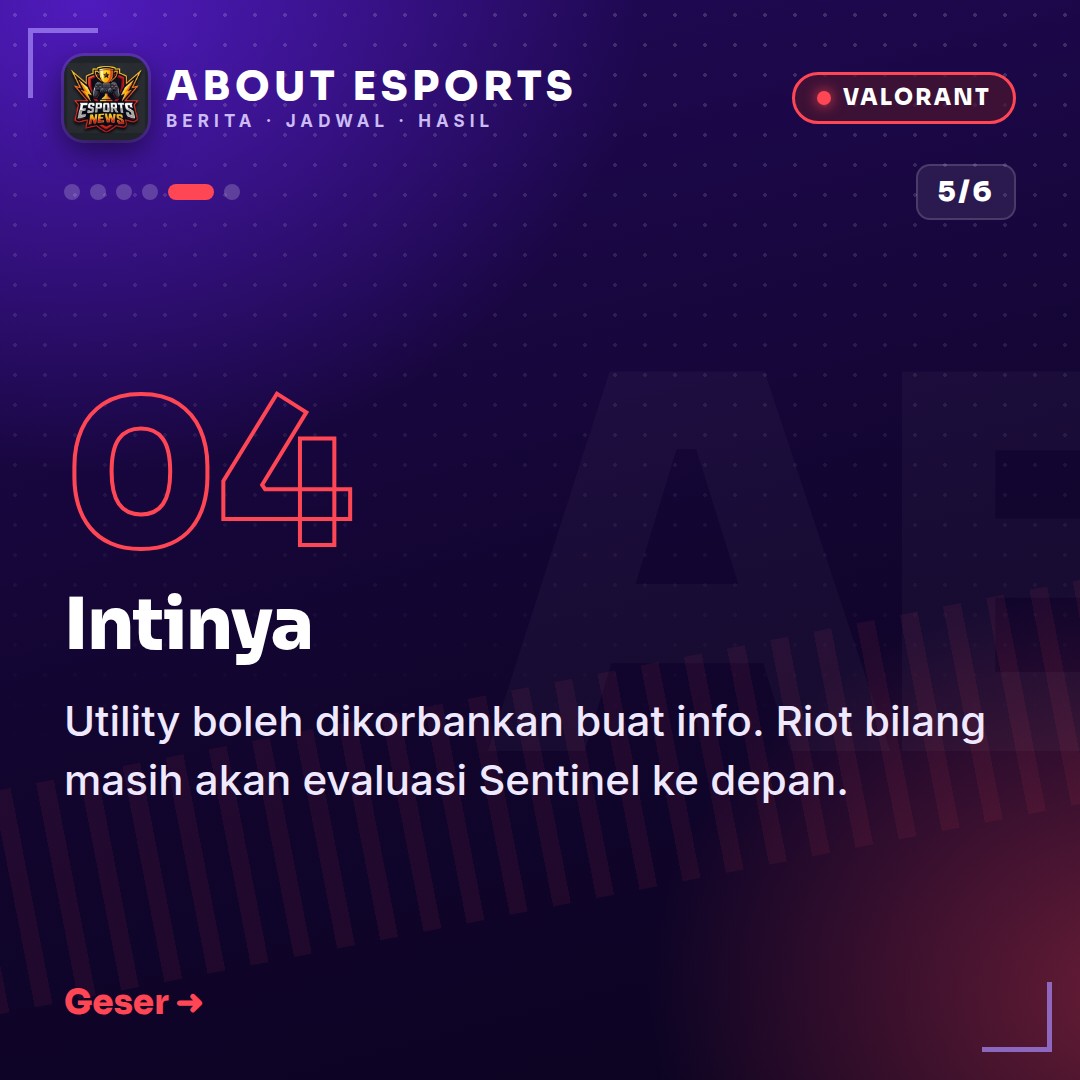 ESPORTS
NEWS
ABOUT ESPORTS
BERITA · JADWAL · HASIL
VALORANT
5/6
AE
04
Intinya
Utility boleh dikorbankan buat info. Riot bilang
masih akan evaluasi Sentinel ke depan.
Geser ➜